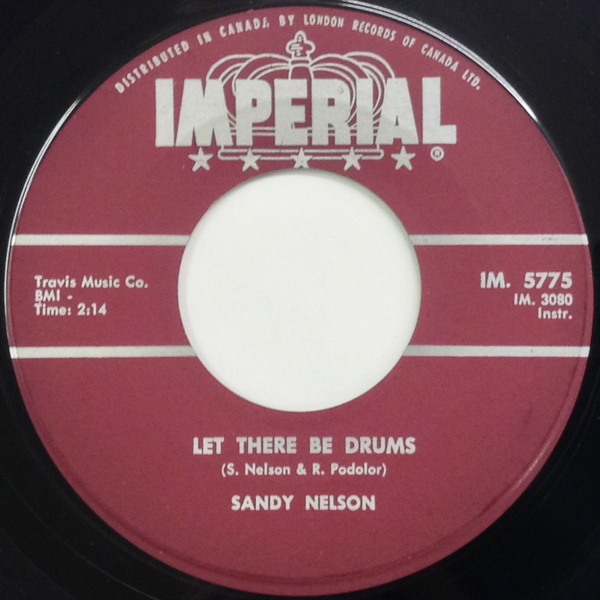 DISTRIBUTED IN CANADA BY LONDON RECORDS OF CANADA LTD.
IMPERIAL
®
Travis Music Co.
BMI -
Time: 2:14
IM. 5775
IM. 3080
Instr.
LET THERE BE DRUMS
(S. Nelson & R. Podolor)
SANDY NELSON